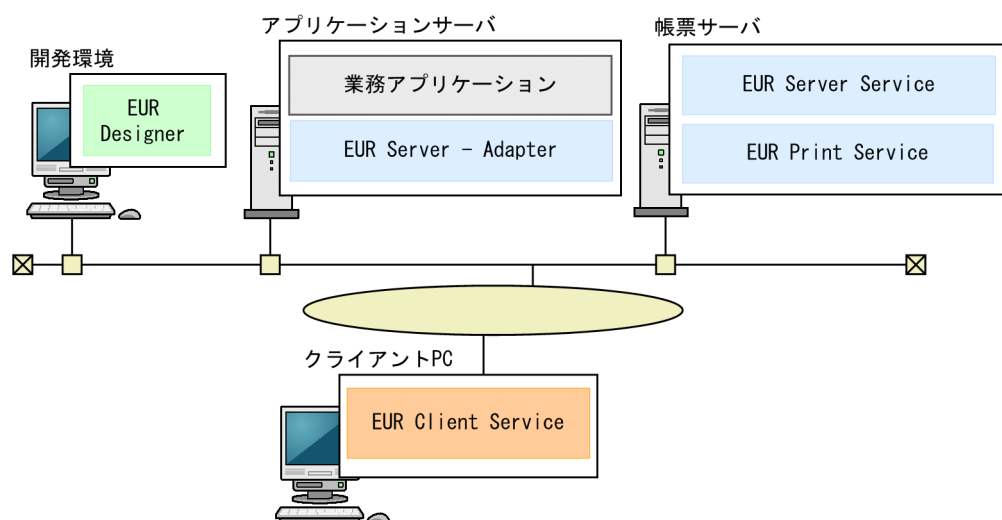 アプリケーションサーバ
帳票サーバ
開発環境
業務アプリケーション
EUR Server Service
EUR
Designer
EUR Server － Adapter
EUR Print Service
クライアントPC
EUR Client Service